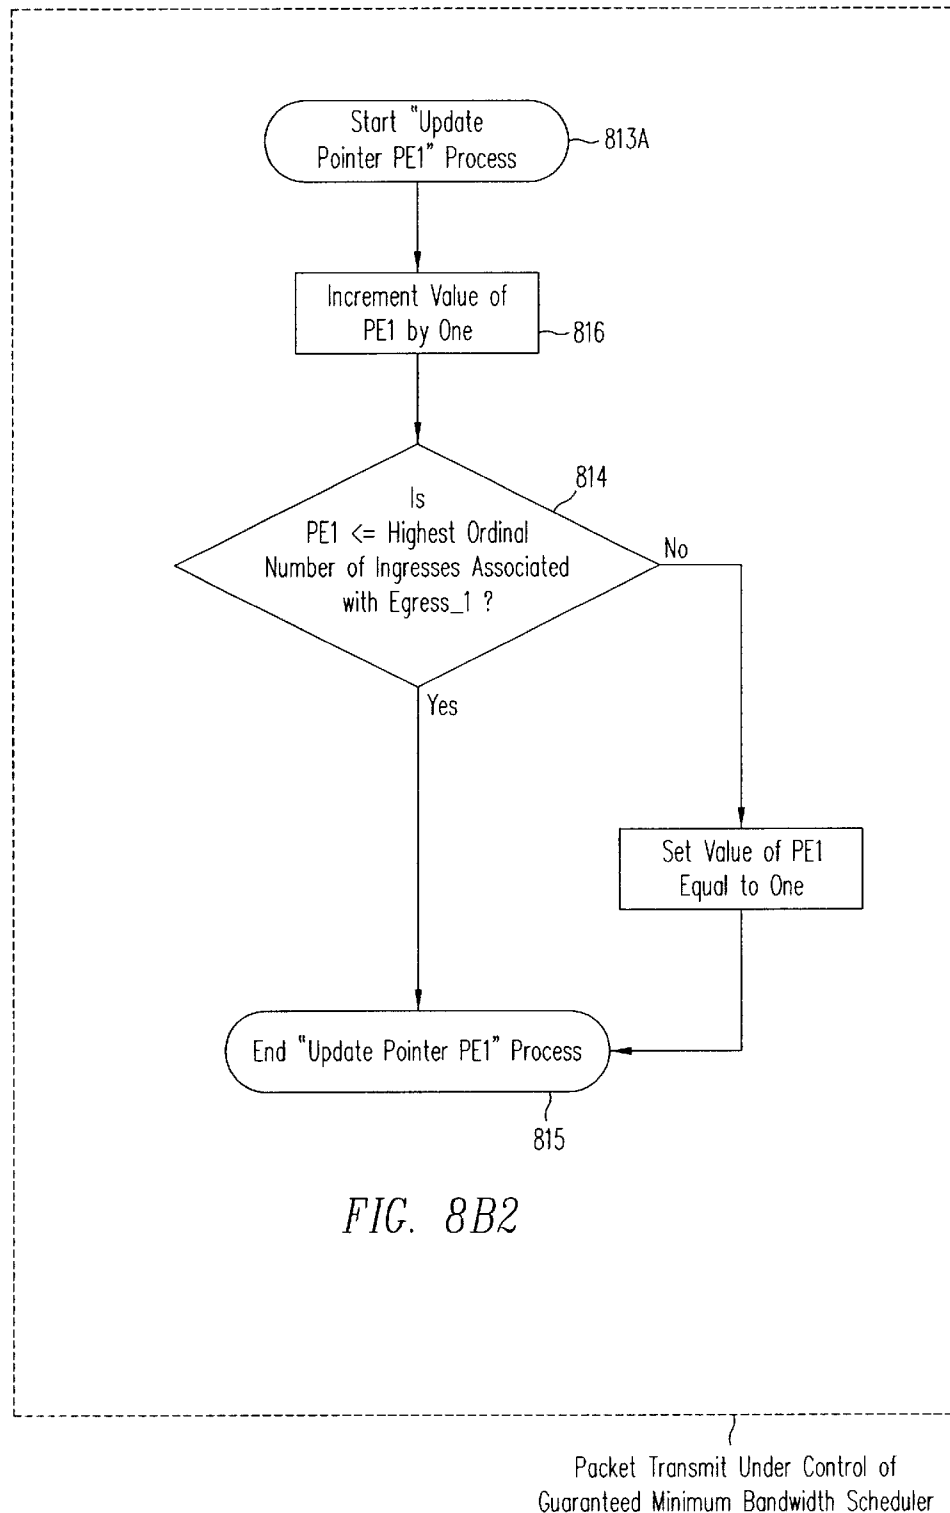 Start "Update
Pointer PE1" Process
813A
Increment Value of
PE1 by One
816
814
Is
PE1 <= Highest Ordinal
Number of Ingresses Associated
with Egress_1 ?
No
Yes
Set Value of PE1
Equal to One
End "Update Pointer PE1" Process
815
FIG. 8B2
Packet Transmit Under Control of
Guaranteed Minimum Bandwidth Scheduler